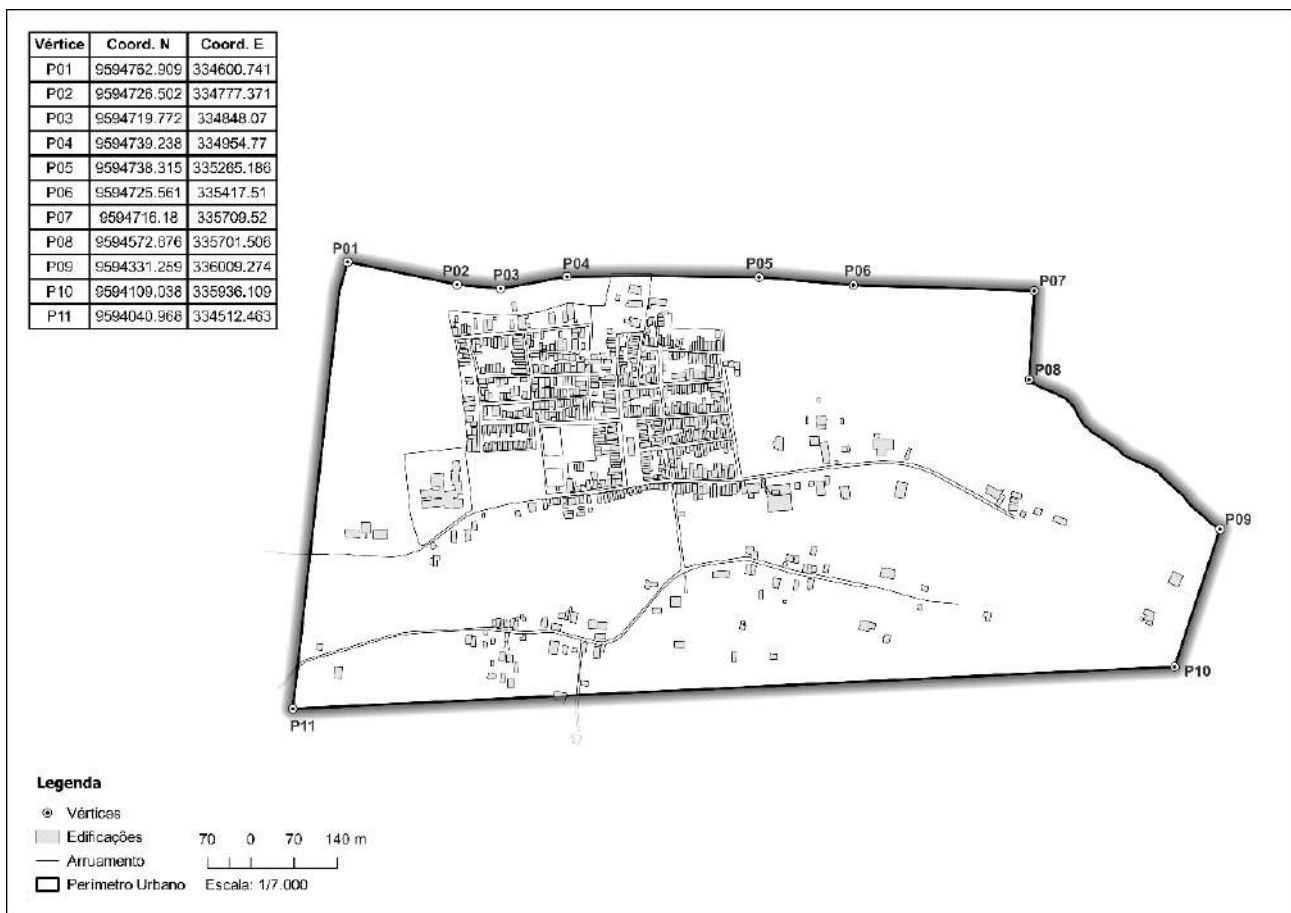 Vértice Coord. N Coord. E
P01 9594762.909 334600.741
P02 9594726.502 334777.371
P03 9594719.772 334848.07
P04 9594739.238 334954.77
P05 9594738.315 335265.186
P06 9594725.561 335417.51
P07 9594716.18 335709.52
P08 9594572.676 335701.506
P09 9594331.259 336009.274
P10 9594109.038 335936.109
P11 9594040.968 334512.463
P01
P02
P03
P04
P05
P06
P07
P08
P09
P10
P11
Legenda
Vértices
Edificações
Arruamento
Perímetro Urbano
70 0 70 140 m
Escala: 1/7.000